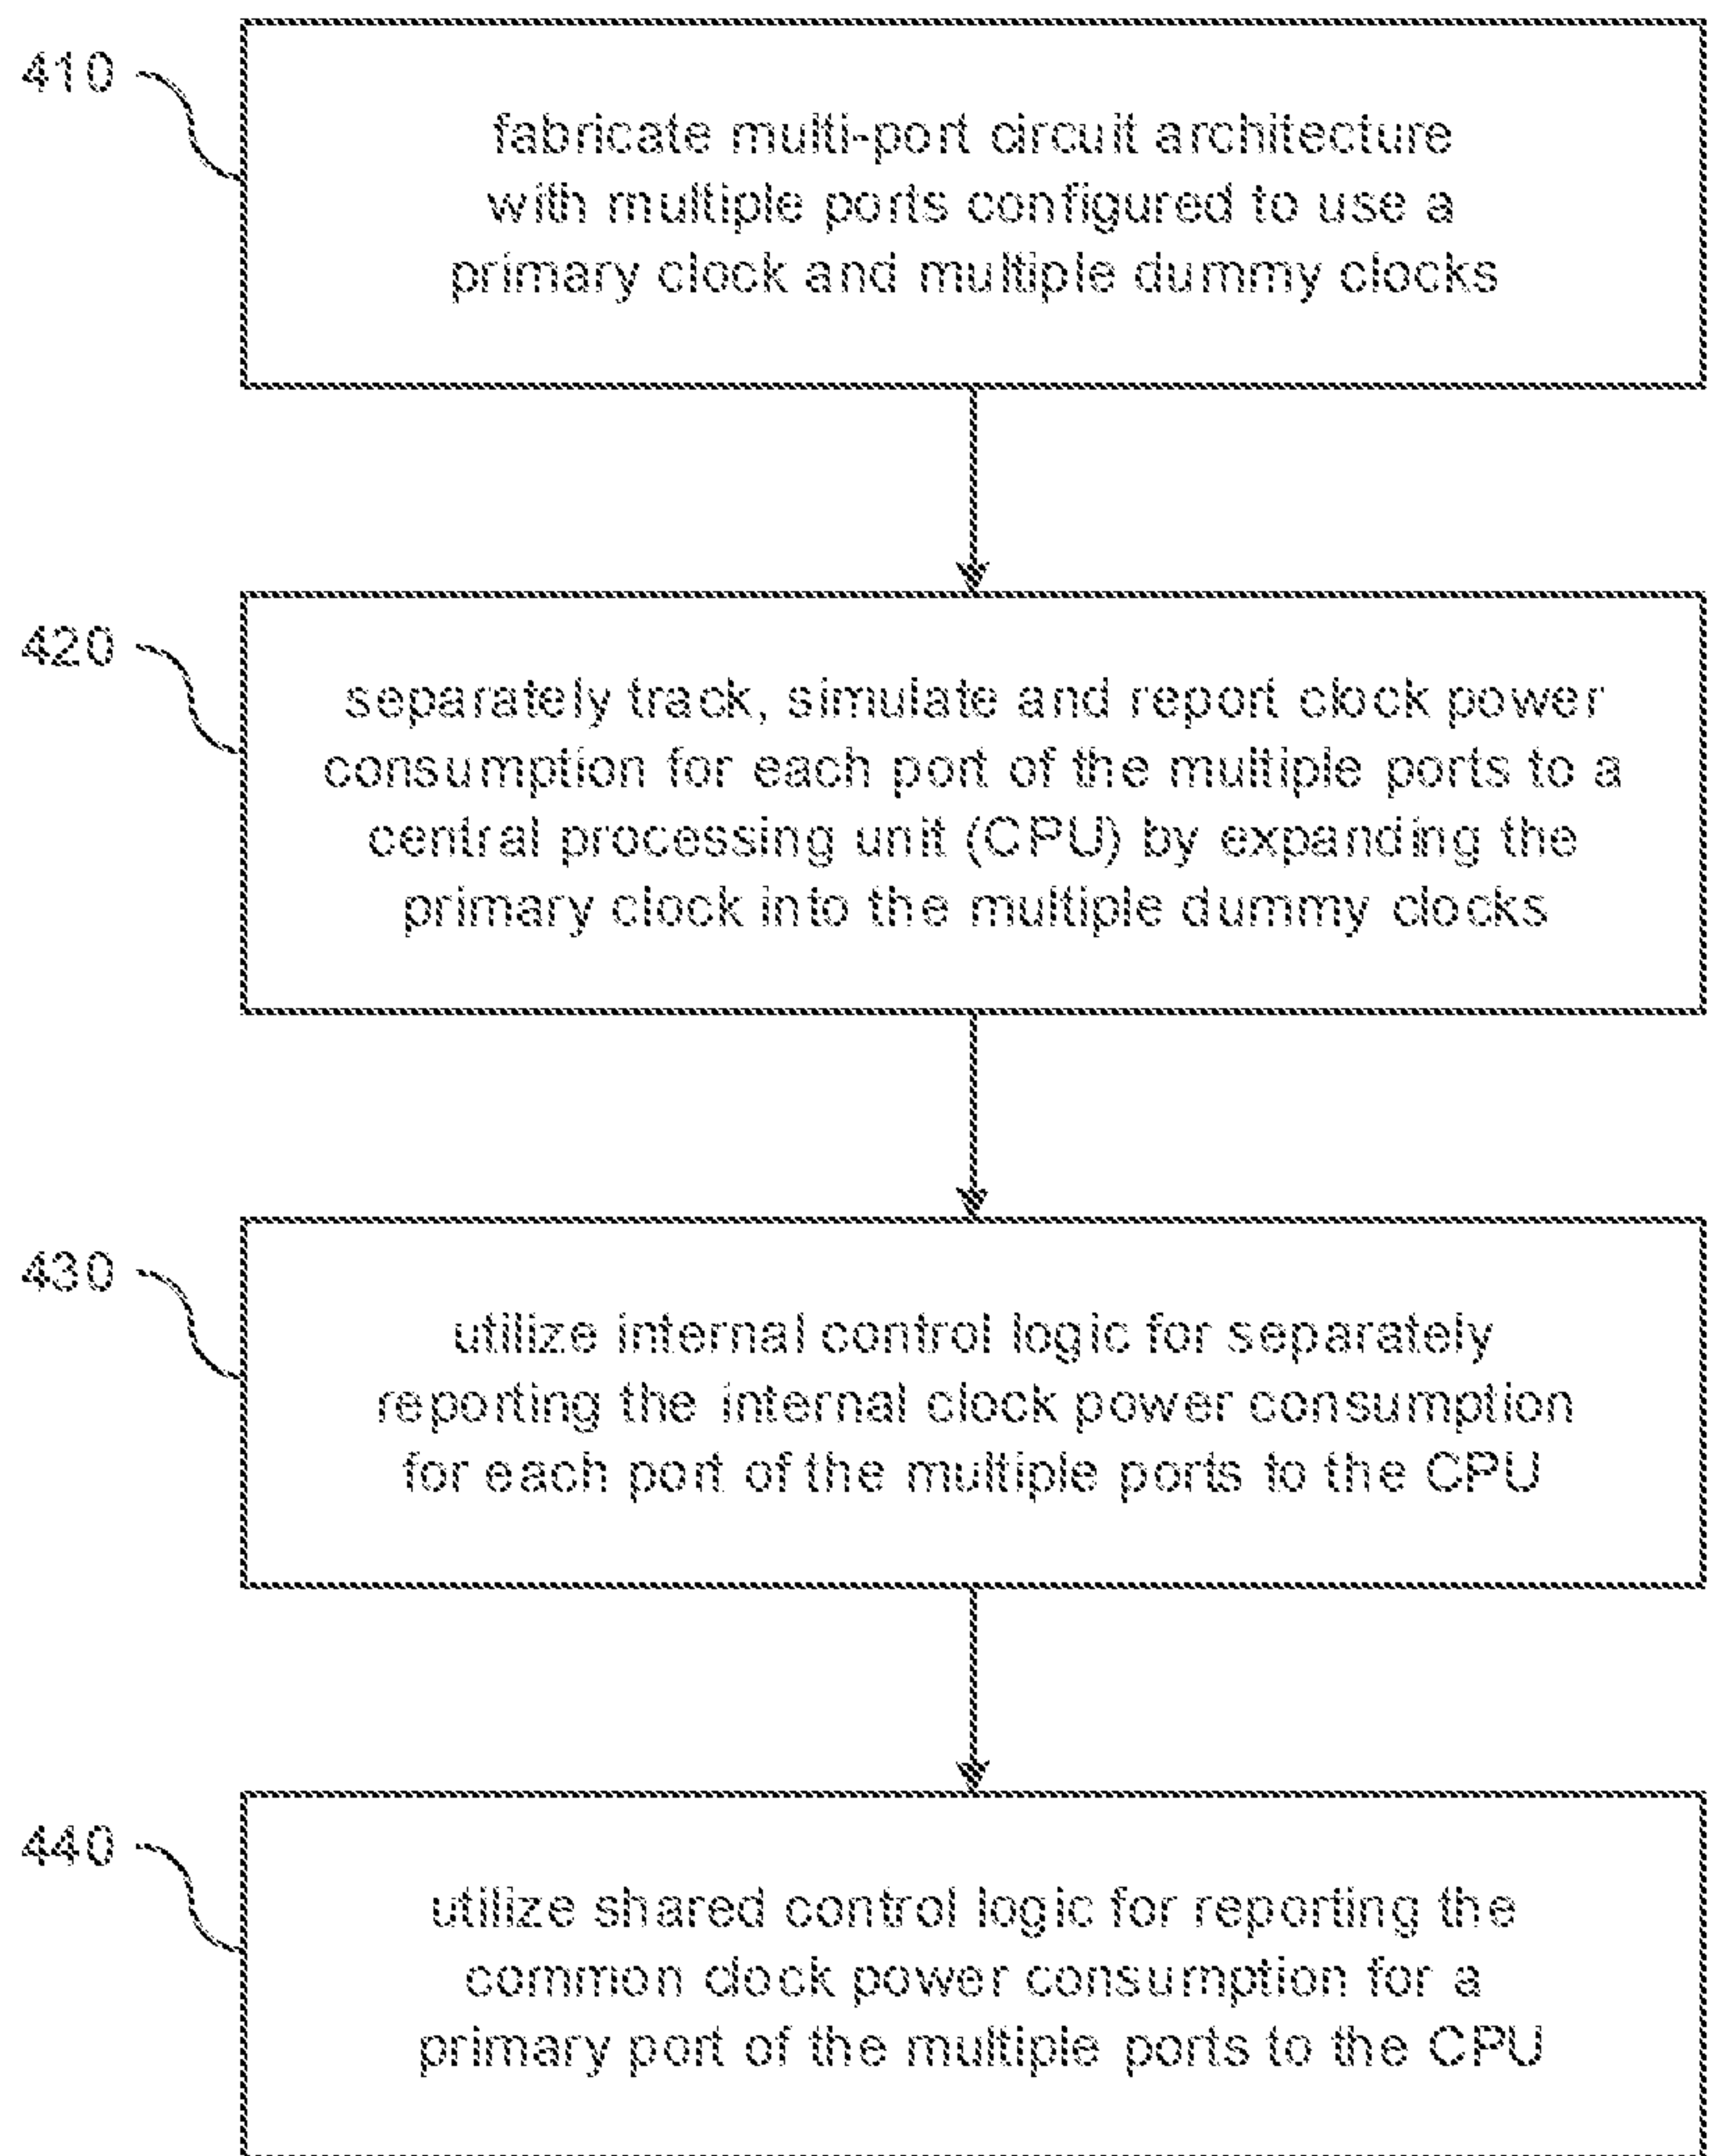 410
fabricate multi-port circuit architecture
with multiple ports configured to use a
primary clock and multiple dummy clocks
420
separately track, simulate and report clock power
consumption for each port of the multiple ports to a
central processing unit (CPU) by expanding the
primary clock into the multiple dummy clocks
430
utilize internal control logic for separately
reporting the internal clock power consumption
for each port of the multiple ports to the CPU
440
utilize shared control logic for reporting the
common clock power consumption for a
primary port of the multiple ports to the CPU